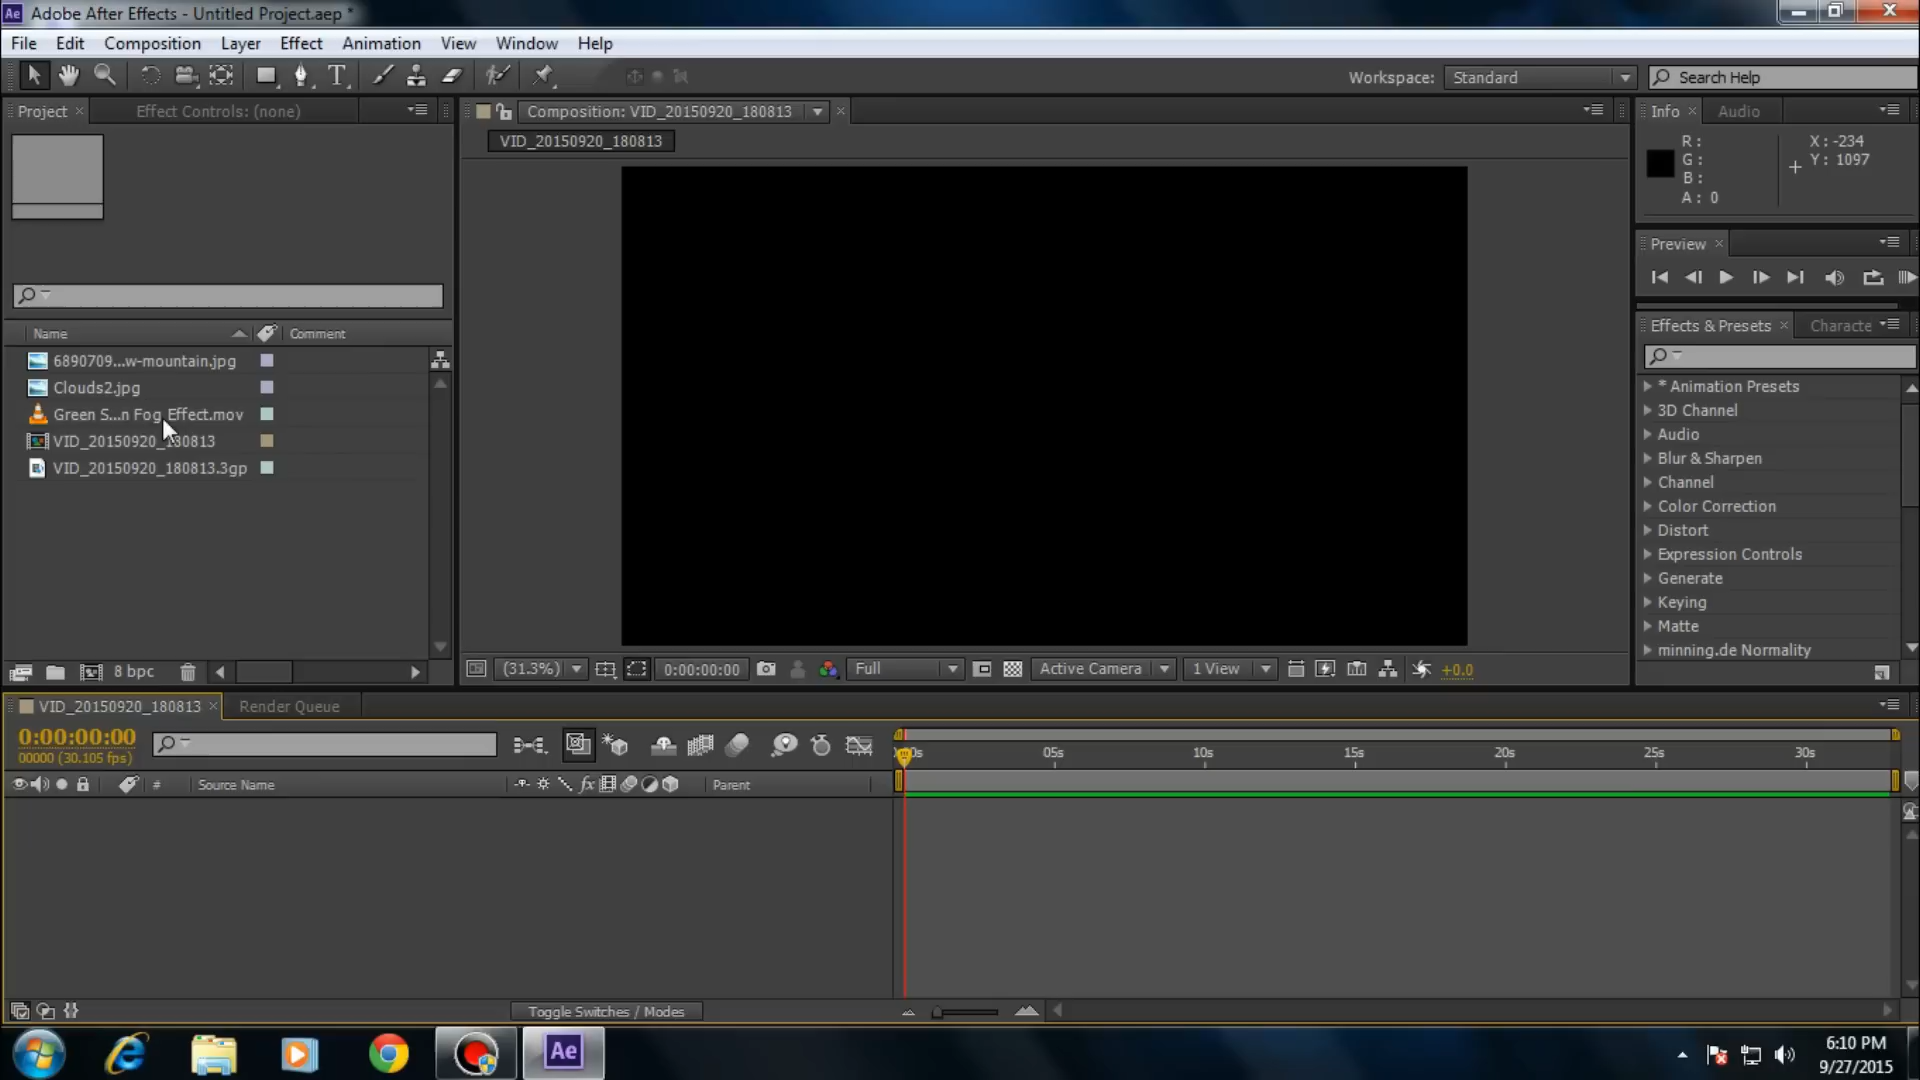 Ae Adobe After Effects - Untitled Project.aep *
File Edit Composition Layer Effect Animation View Window Help
T Workspace: Standard Search Help
Project × Effect Controls: (none) Composition: VID_20150920_180813 × Info × Audio
VID_20150920_180813
R :
G :
B :
A : 0
X : -234
Y : 1097
Preview ×
Name Comment
6890709...w-mountain.jpg
Clouds2.jpg
Green S...n Fog Effect.mov
VID_20150920_180813
VID_20150920_180813.3gp
Effects & Presets × Characte
* Animation Presets
3D Channel
Audio
Blur & Sharpen
Channel
Color Correction
Distort
Expression Controls
Generate
Keying
Matte
minning.de Normality
8 bpc
(31.3%) 0:00:00:00 Full Active Camera 1 View +0.0
VID_20150920_180813 × Render Queue
0:00:00:00
00000 (30.105 fps)
00s 05s 10s 15s 20s 25s 30s
# Source Name fx Parent
Toggle Switches / Modes
Ae
6:10 PM
9/27/2015